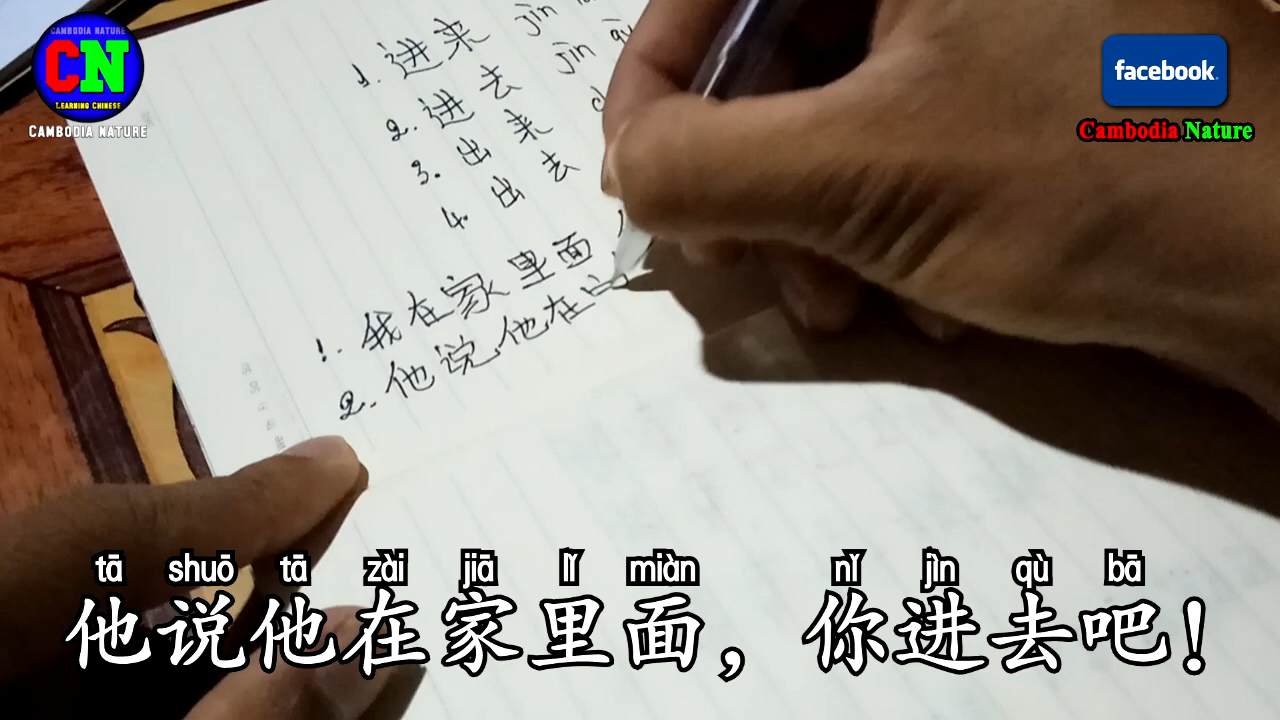 CAMBODIA NATURE
CN
LEARNING CHINESE
CAMBODIA NATURE
facebook
Cambodia Nature
1. 进来 jìn
2. 进去 jìn
3. 出来
4. 出去
1. 我在家里面
2. 他说他在
tā shuō tā zài jiā lǐ miàn nǐ jìn qù bā
他说他在家里面，你进去吧！